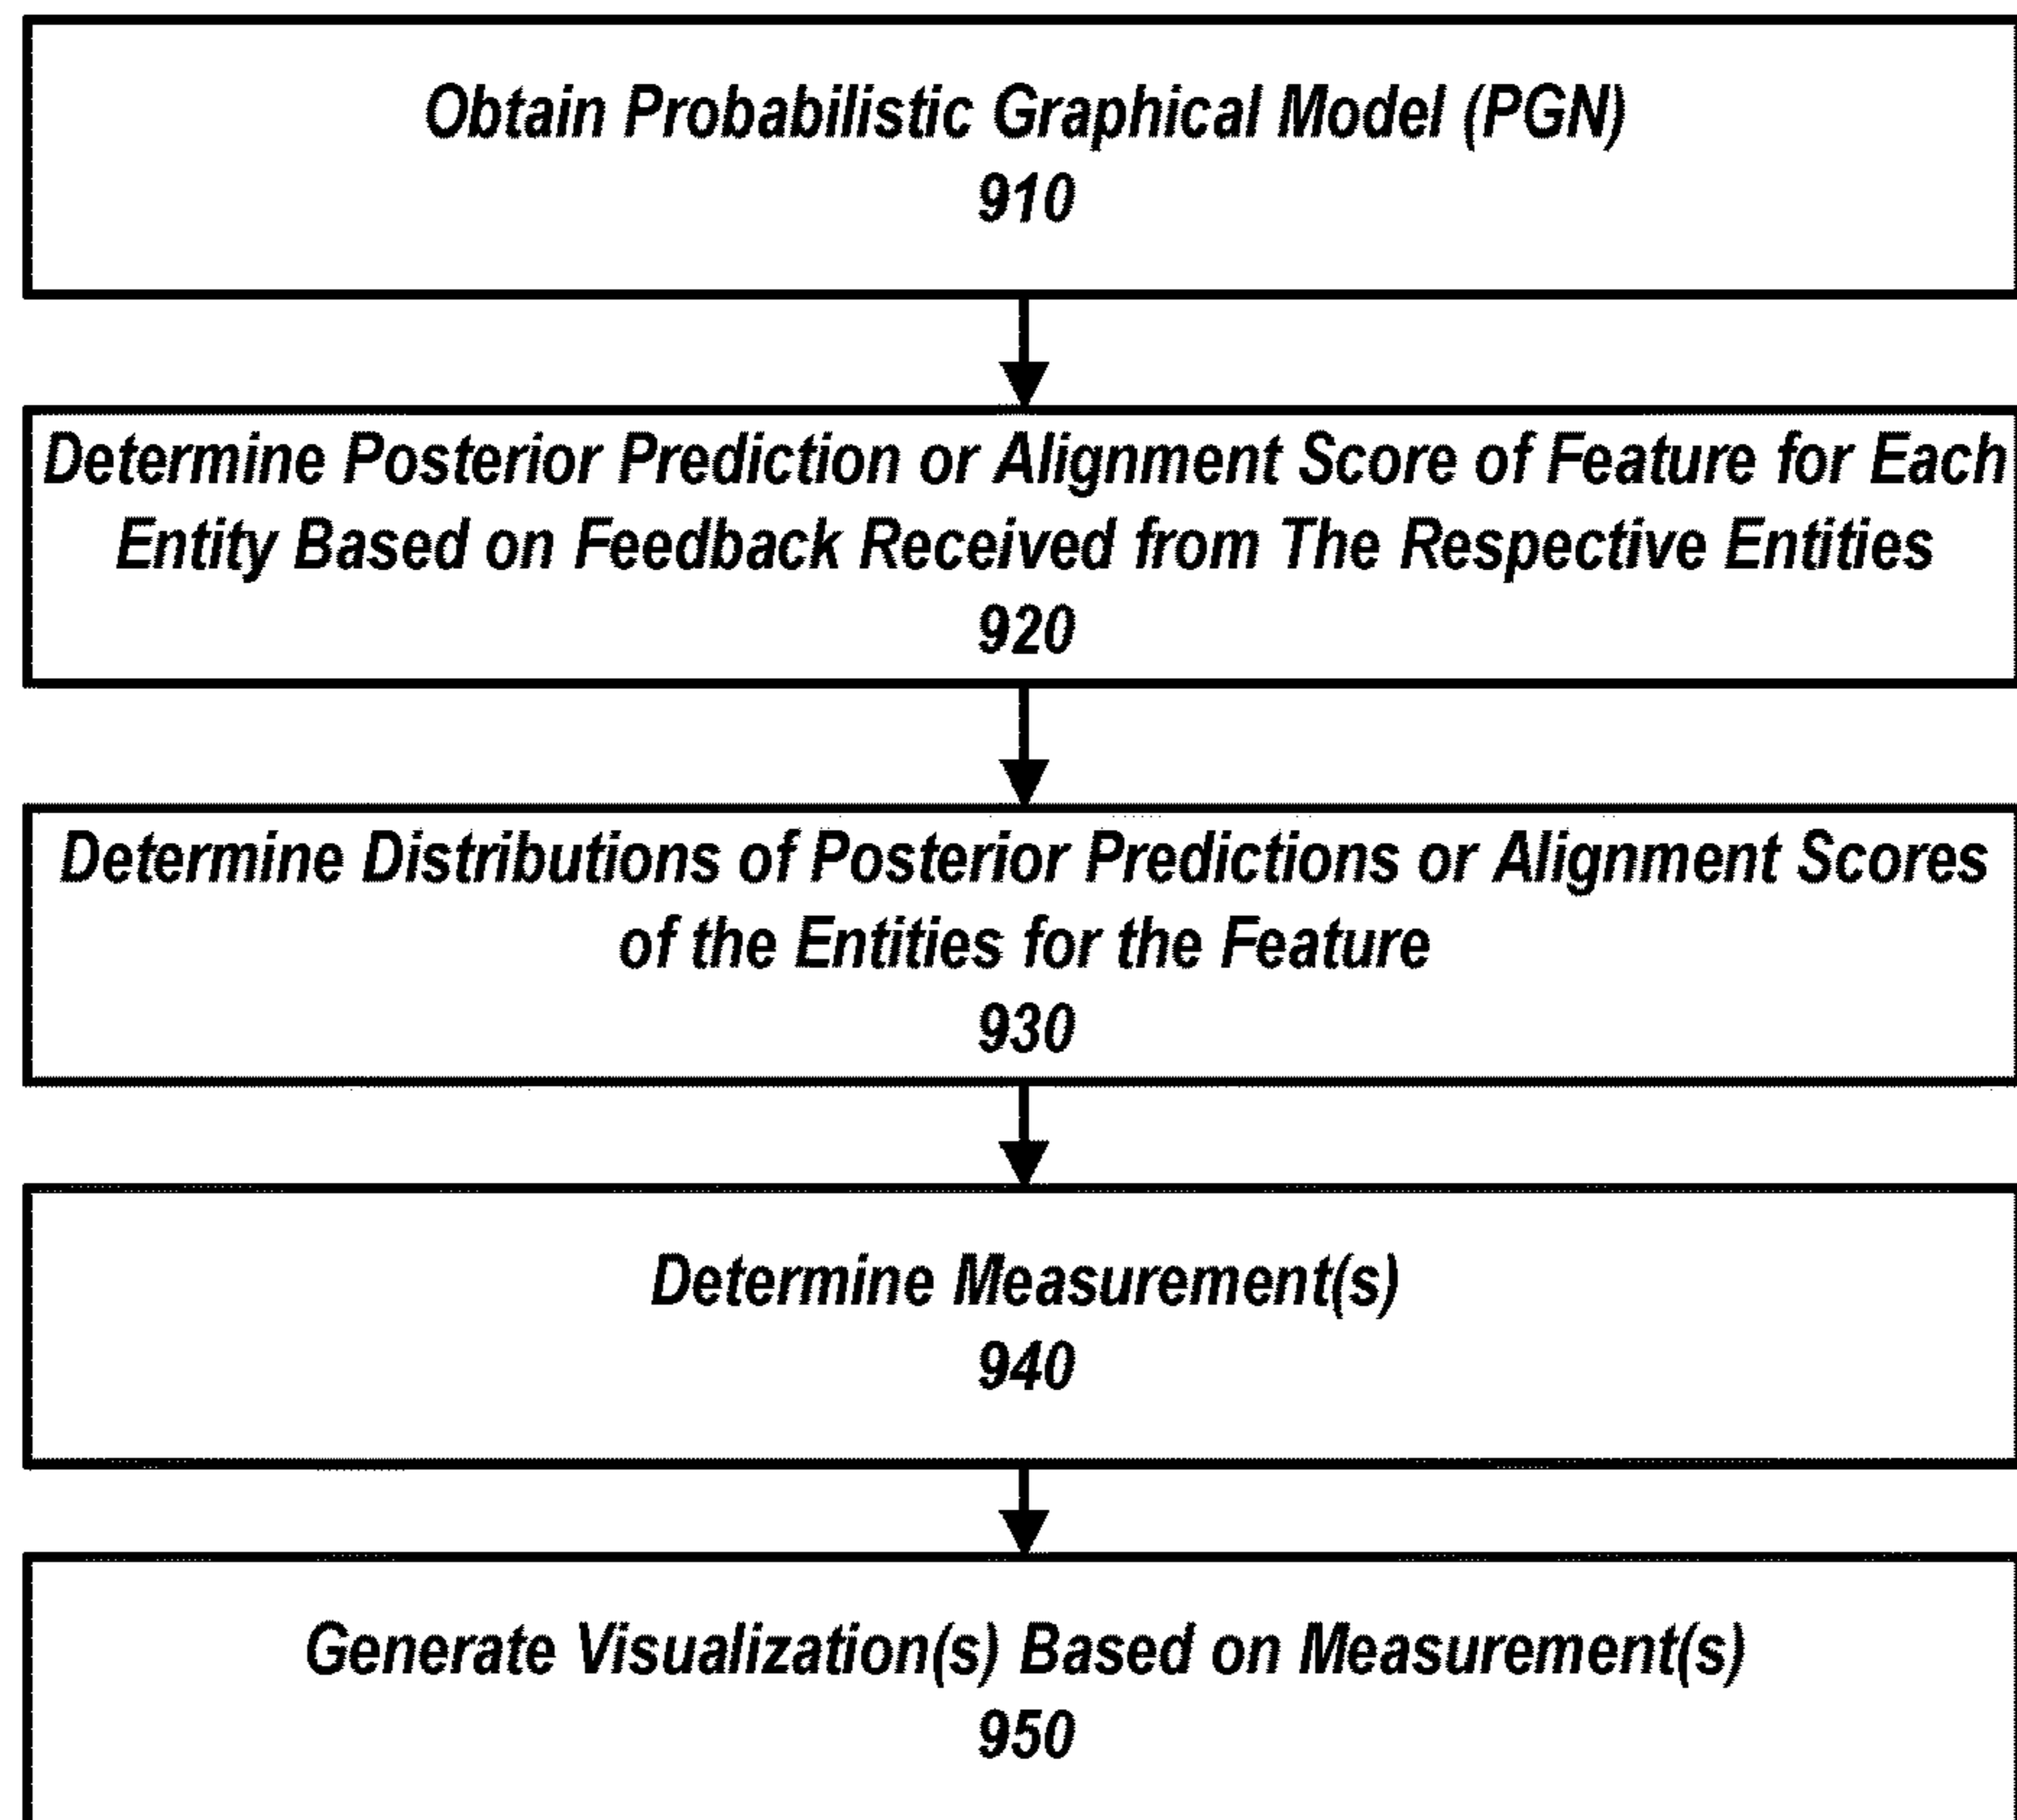 Obtain Probabilistic Graphical Model (PGN)
910
Determine Posterior Prediction or Alignment Score of Feature for Each
Entity Based on Feedback Received from The Respective Entities
920
Determine Distributions of Posterior Predictions or Alignment Scores
of the Entities for the Feature
930
Determine Measurement(s)
940
Generate Visualization(s) Based on Measurement(s)
950